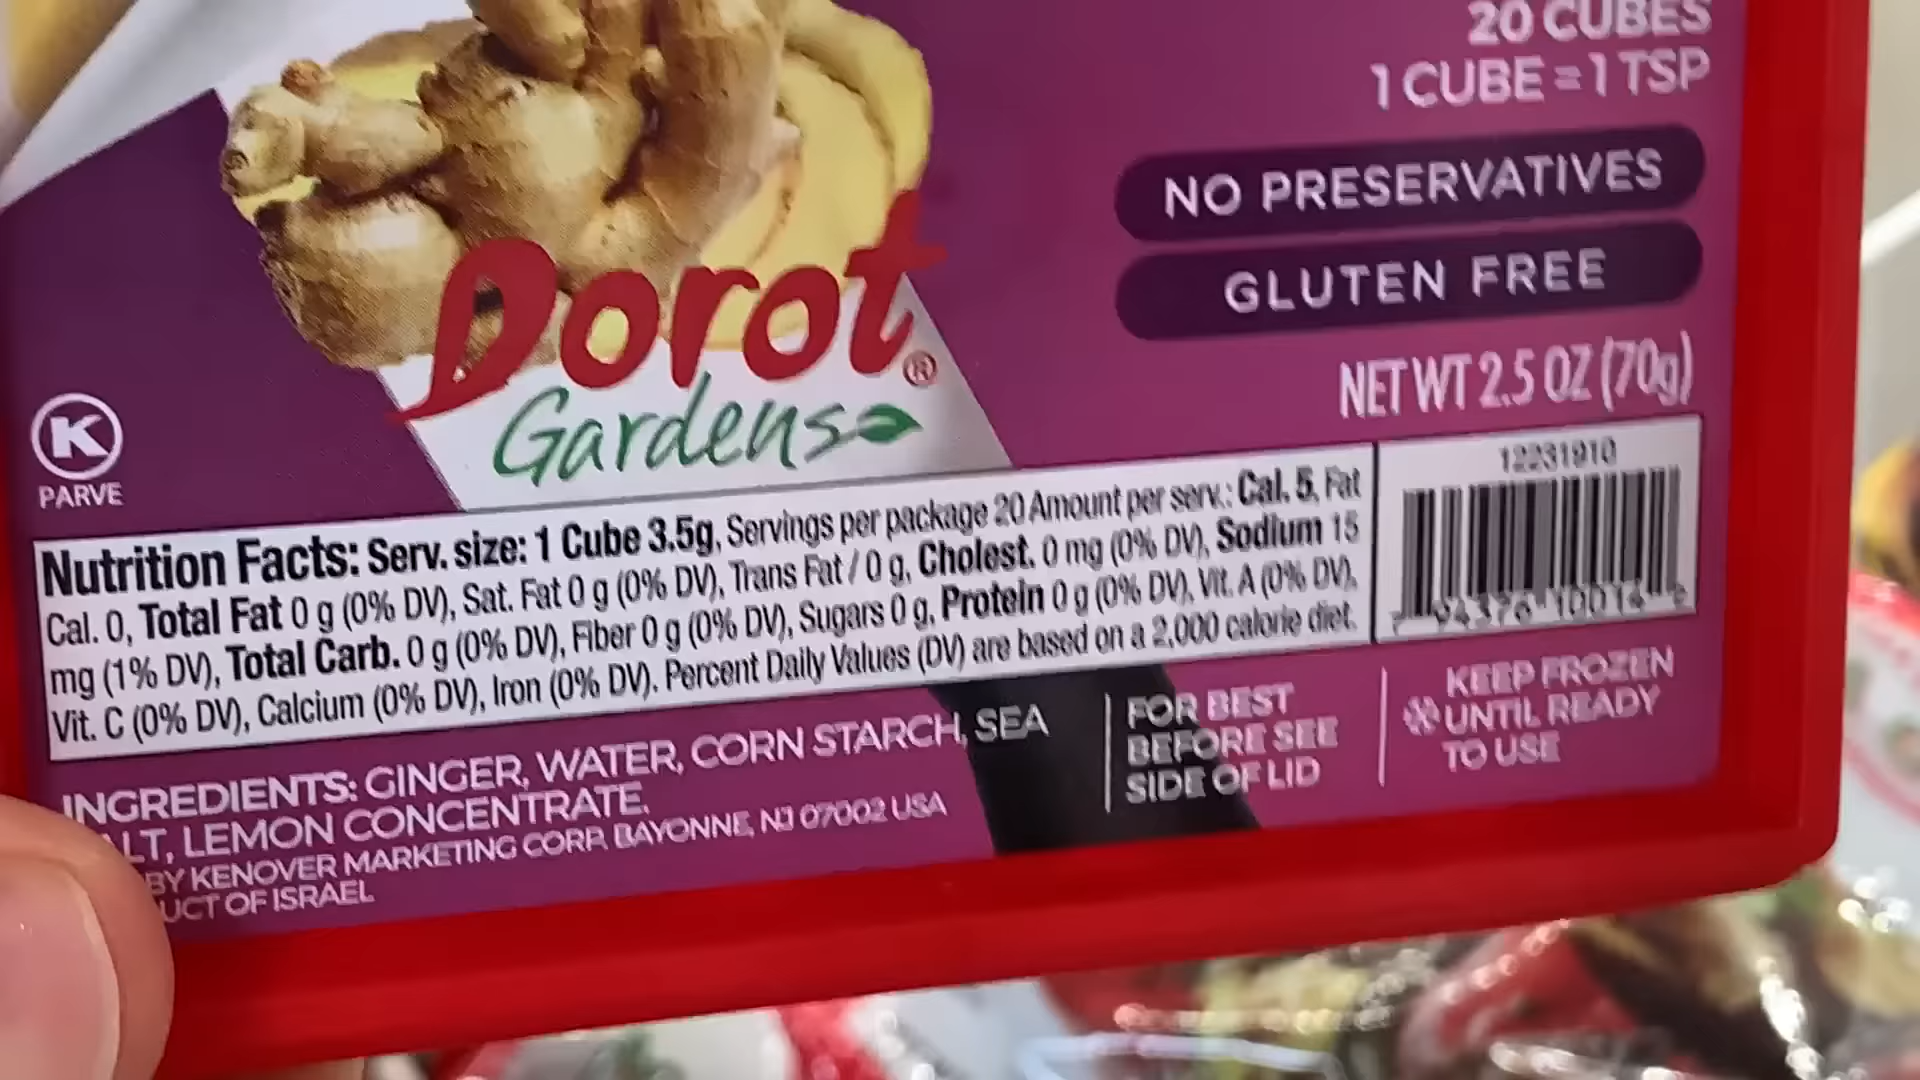 20 CUBES
1 CUBE = 1 TSP
NO PRESERVATIVES
GLUTEN FREE
Dorot®
Gardens
NET WT 2.5 OZ (70g)
K
PARVE
12231910
Nutrition Facts: Serv. size: 1 Cube 3.5g, Servings per package 20 Amount per serv.: Cal. 5, Fat
Cal. 0, Total Fat 0 g (0% DV), Sat. Fat 0 g (0% DV), Trans Fat / 0 g, Cholest. 0 mg (0% DV), Sodium 15
mg (1% DV), Total Carb. 0 g (0% DV), Fiber 0 g (0% DV), Sugars 0 g, Protein 0 g (0% DV), Vit. A (0% DV),
Vit. C (0% DV), Calcium (0% DV), Iron (0% DV). Percent Daily Values (DV) are based on a 2,000 calorie diet.
INGREDIENTS: GINGER, WATER, CORN STARCH, SEA
LT, LEMON CONCENTRATE.
BY KENOVER MARKETING CORP. BAYONNE, NJ 07002 USA
UCT OF ISRAEL
FOR BEST
BEFORE SEE
SIDE OF LID
KEEP FROZEN
UNTIL READY
TO USE